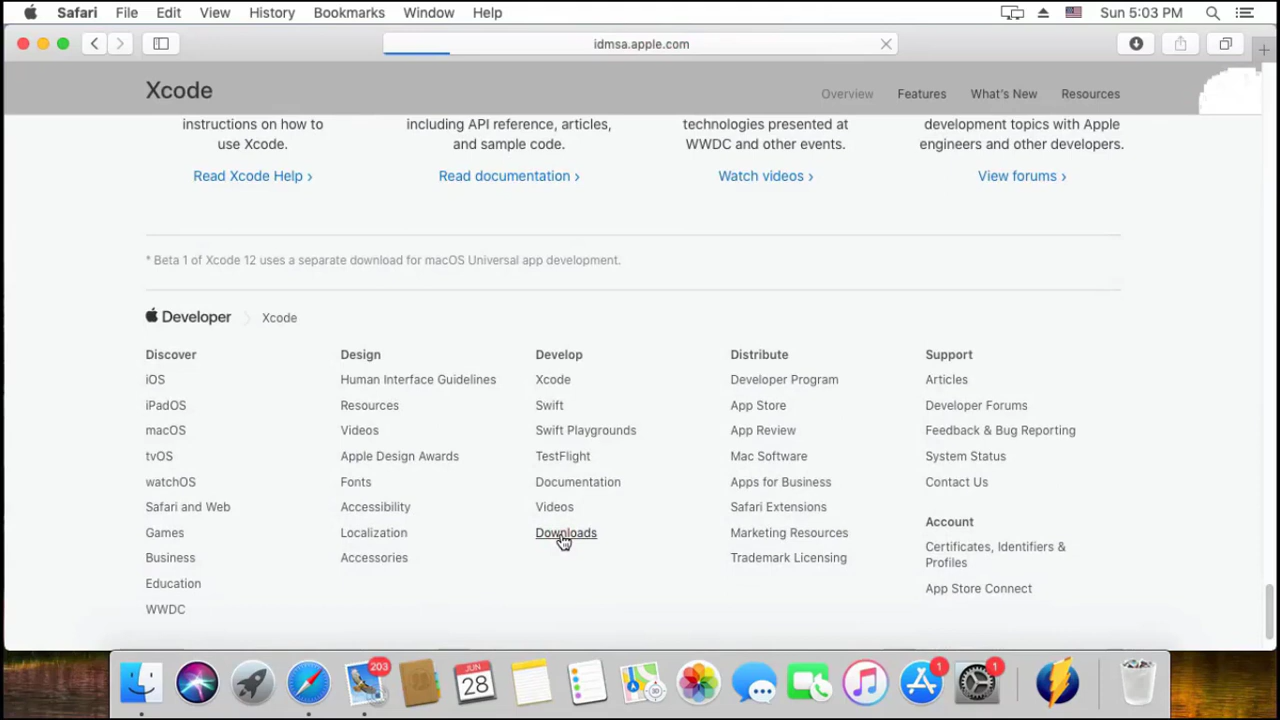 Safari File Edit View History Bookmarks Window Help Sun 5:03 PM
idmsa.apple.com
Xcode Overview Features What's New Resources
instructions on how to
use Xcode.
Read Xcode Help ›
including API reference, articles,
and sample code.
Read documentation ›
technologies presented at
WWDC and other events.
Watch videos ›
development topics with Apple
engineers and other developers.
View forums ›
* Beta 1 of Xcode 12 uses a separate download for macOS Universal app development.
Developer Xcode
Discover
iOS
iPadOS
macOS
tvOS
watchOS
Safari and Web
Games
Business
Education
WWDC
Design
Human Interface Guidelines
Resources
Videos
Apple Design Awards
Fonts
Accessibility
Localization
Accessories
Develop
Xcode
Swift
Swift Playgrounds
TestFlight
Documentation
Videos
Downloads
Distribute
Developer Program
App Store
App Review
Mac Software
Apps for Business
Safari Extensions
Marketing Resources
Trademark Licensing
Support
Articles
Developer Forums
Feedback & Bug Reporting
System Status
Contact Us
Account
Certificates, Identifiers &
Profiles
App Store Connect
203
JUN
28
1
1